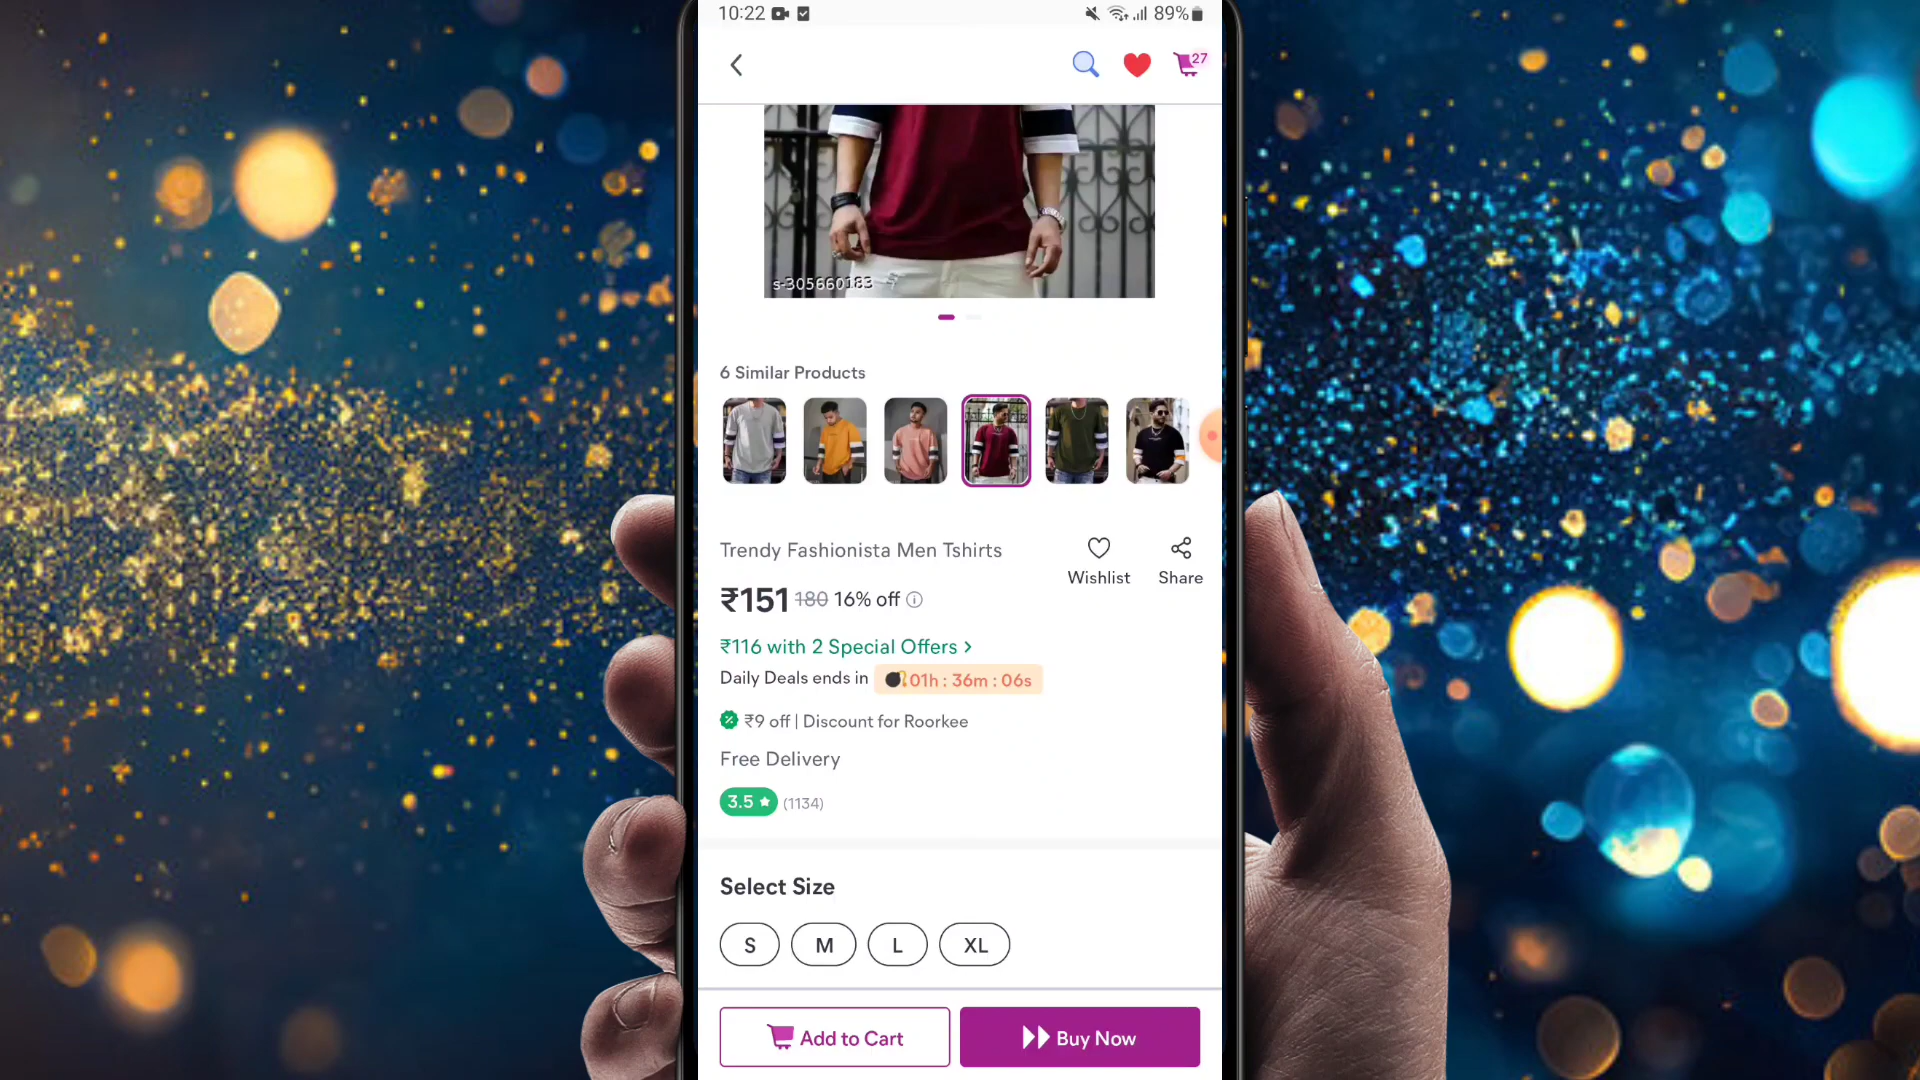 10:22 89%
27
s-305660183
6 Similar Products
Trendy Fashionista Men Tshirts
Wishlist Share
₹151 180 16% off
₹116 with 2 Special Offers >
Daily Deals ends in 01h : 36m : 06s
₹9 off | Discount for Roorkee
Free Delivery
3.5 (1134)
Select Size
S M L XL
Add to Cart Buy Now